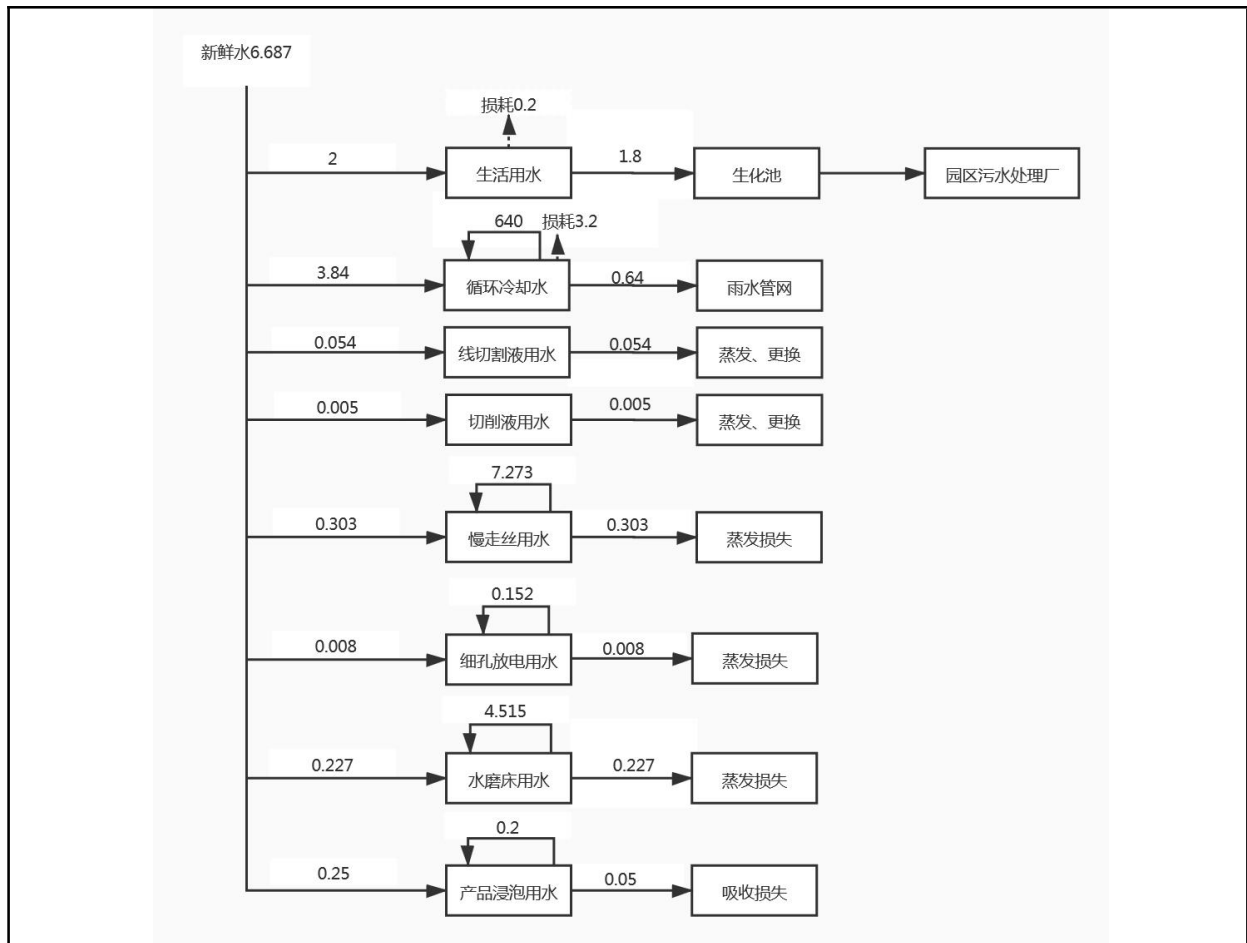 新鲜水6.687
损耗0.2
2
生活用水
1.8
生化池
园区污水处理厂
640
损耗3.2
3.84
循环冷却水
0.64
雨水管网
0.054
线切割液用水
0.054
蒸发、更换
0.005
切削液用水
0.005
蒸发、更换
7.273
0.303
慢走丝用水
0.303
蒸发损失
0.152
0.008
细孔放电用水
0.008
蒸发损失
4.515
0.227
水磨床用水
0.227
蒸发损失
0.2
0.25
产品浸泡用水
0.05
吸收损失